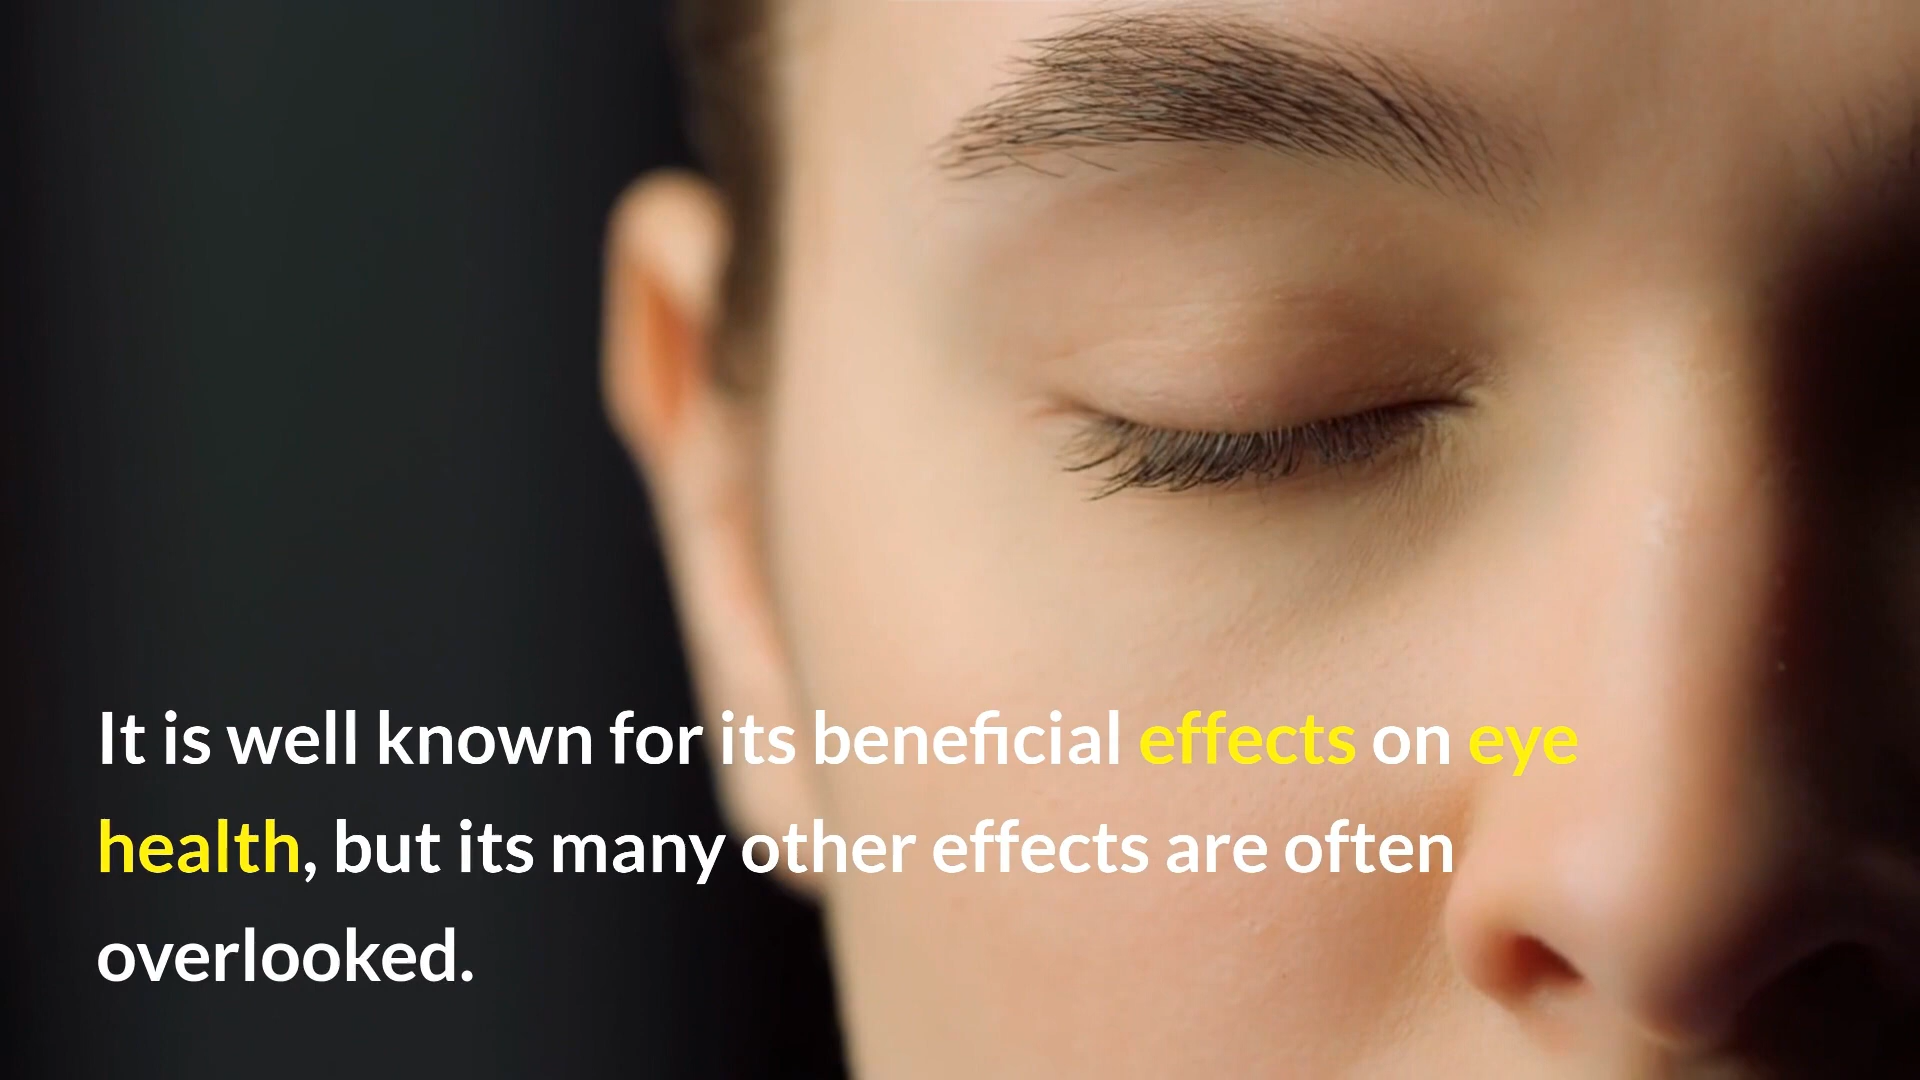 It is well known for its beneficial effects on eye
health, but its many other effects are often
overlooked.